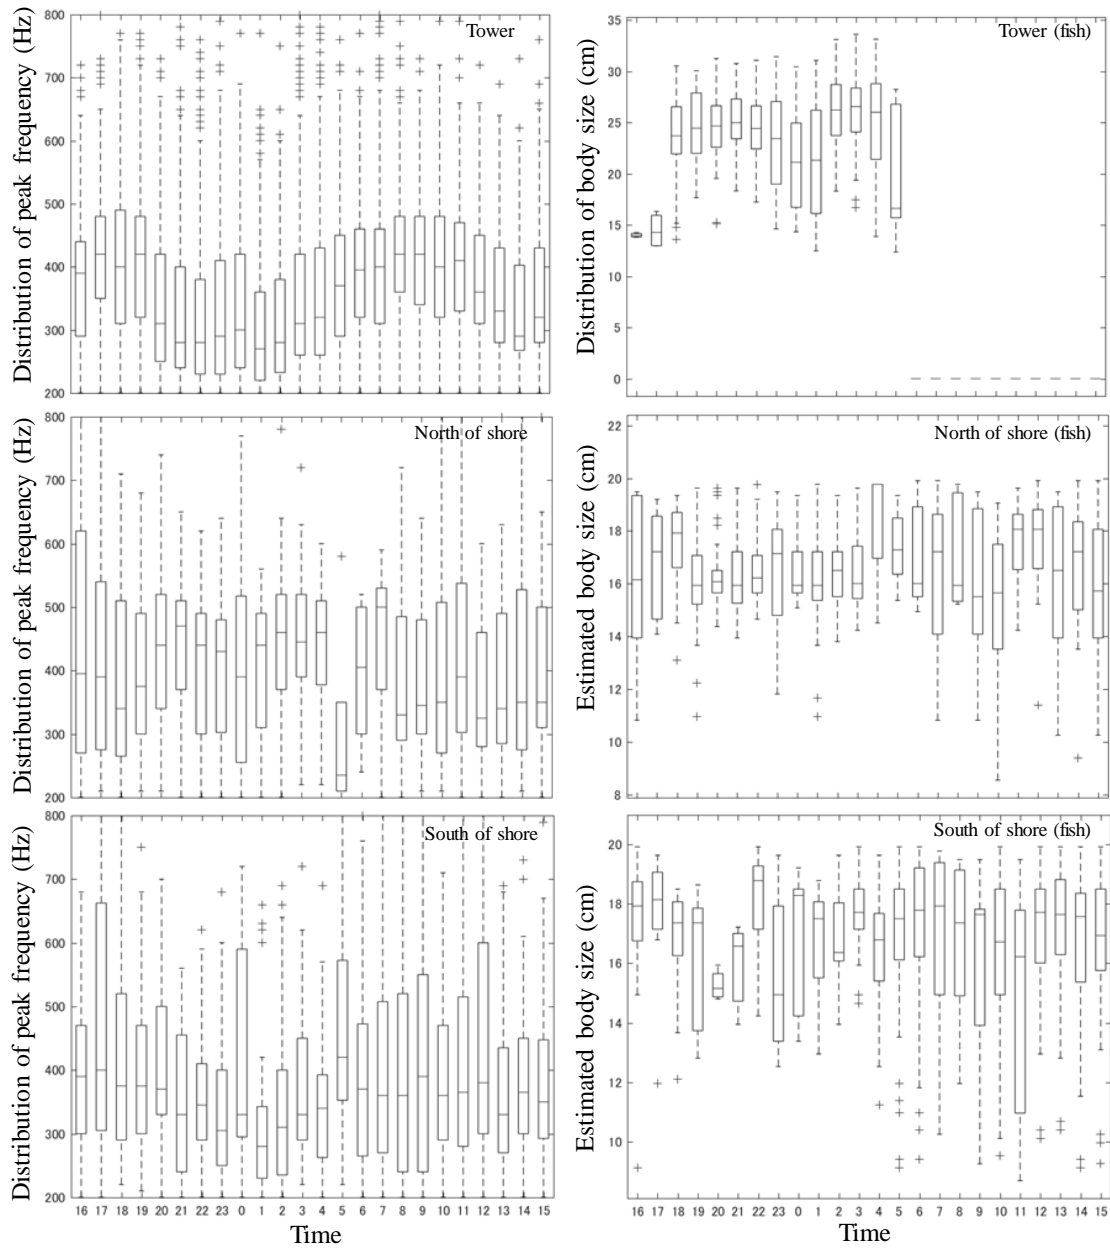 Distribution of peak frequency (Hz)
800
700
600
500
400
300
200
Tower
Distribution of body size (cm)
35
30
25
20
15
10
5
0
Tower (fish)
Distribution of peak frequency (Hz)
800
700
600
500
400
300
200
North of shore
Estimated body size (cm)
22
20
18
16
14
12
10
8
North of shore (fish)
Distribution of peak frequency (Hz)
800
700
600
500
400
300
200
South of shore
16 17 18 19 20 21 22 23 0 1 2 3 4 5 6 7 8 9 10 11 12 13 14 15
Time
Estimated body size (cm)
20
18
16
14
12
10
South of shore (fish)
16 17 18 19 20 21 22 23 0 1 2 3 4 5 6 7 8 9 10 11 12 13 14 15
Time